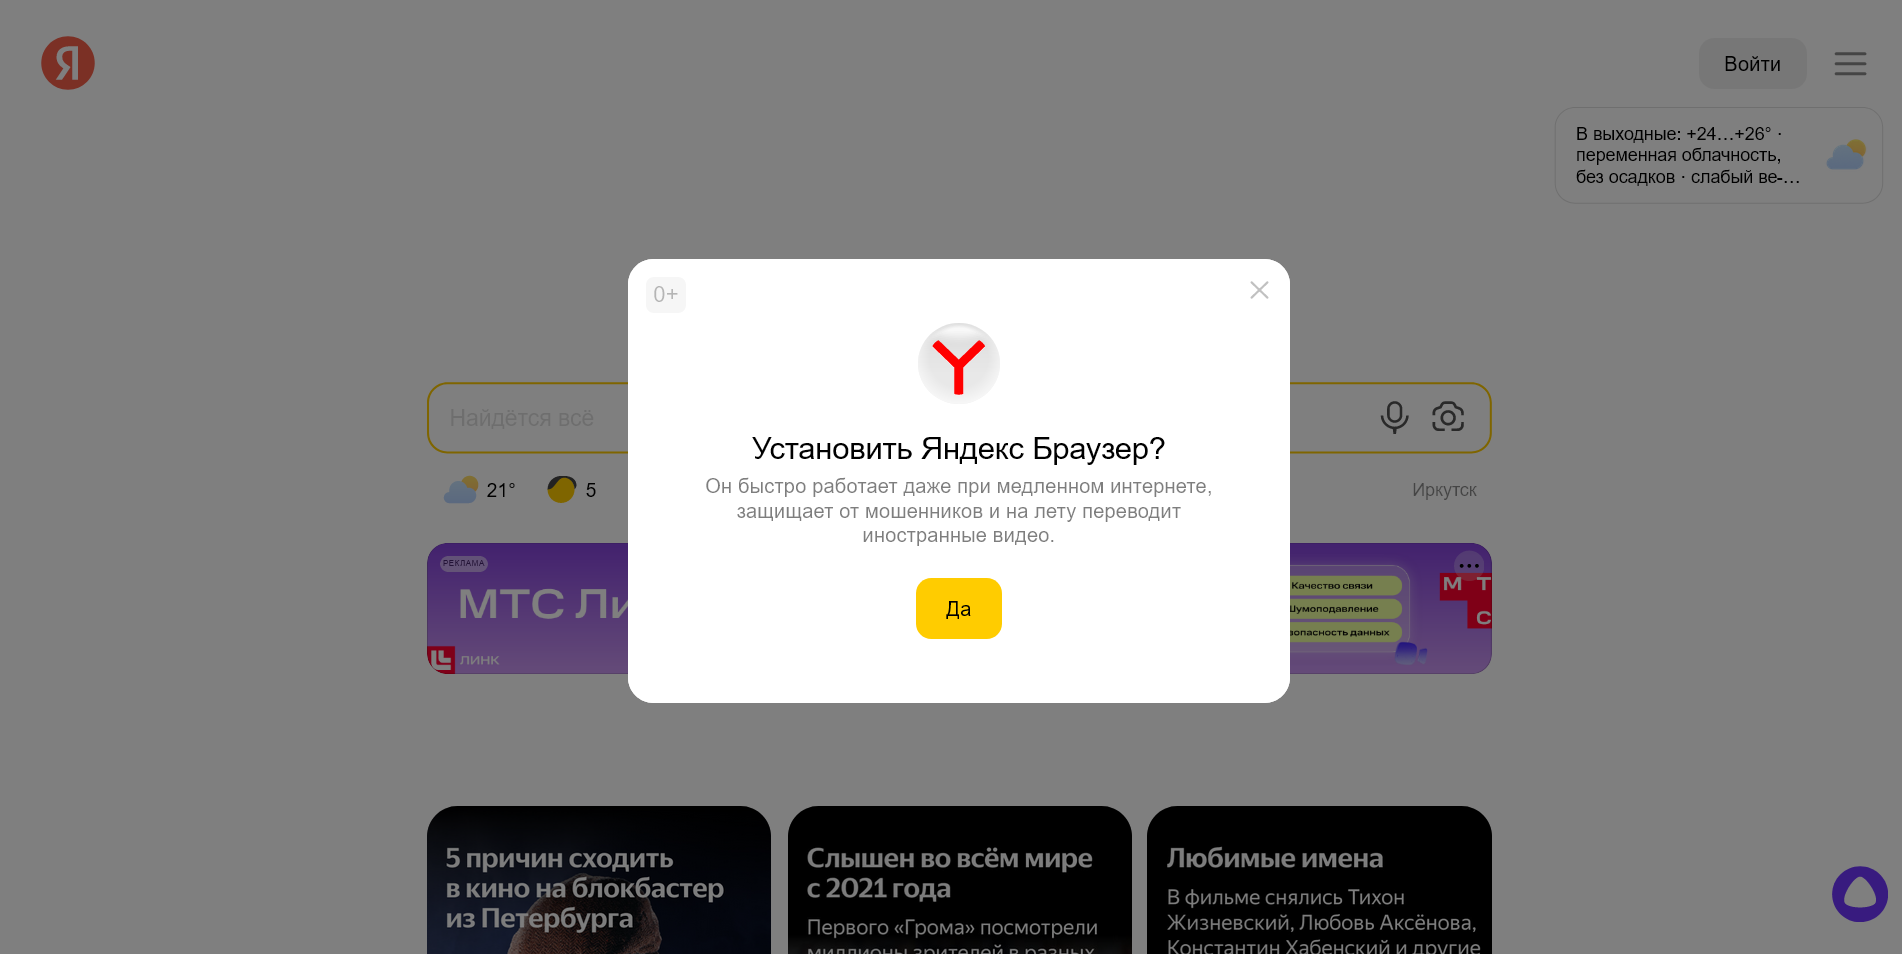 Я
Войти
В выходные: +24…+26° ·
переменная облачность,
без осадков · слабый ве-…
0+
Y
Установить Яндекс Браузер?
Он быстро работает даже при медленном интернете,
защищает от мошенников и на лету переводит
иностранные видео.
Да
Найдётся всё
21°
5
Иркутск
РЕКЛАМА
МТС Ли
ЛИНК
Качество связи
Шумоподавление
опасность данных
МТС
5 причин сходить
в кино на блокбастер
из Петербурга
Слышен во всём мире
с 2021 года
Первого «Грома» посмотрели
миллионы зрителей в разных
Любимые имена
В фильме снялись Тихон
Жизневский, Любовь Аксёнова,
Константин Хабенский и другие